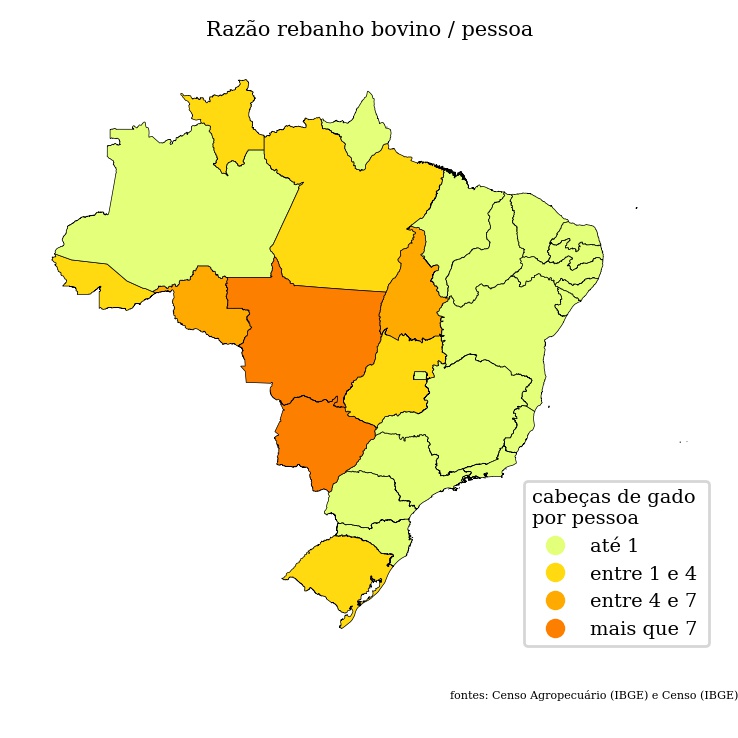 Razão rebanho bovino / pessoa
cabeças de gado
por pessoa
até 1
entre 1 e 4
entre 4 e 7
mais que 7
fontes: Censo Agropecuário (IBGE) e Censo (IBGE)